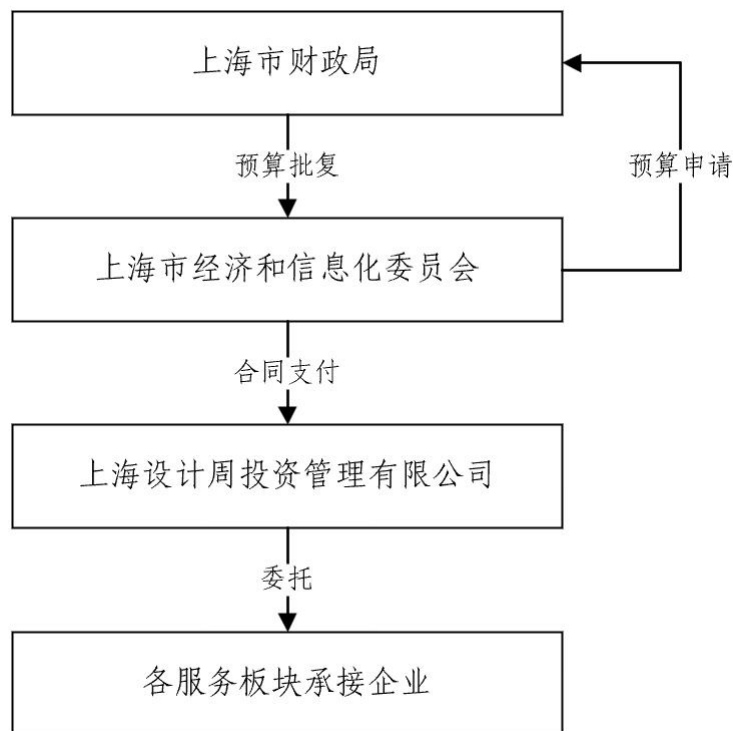 上海市财政局
预算批复
预算申请
上海市经济和信息化委员会
合同支付
上海设计周投资管理有限公司
委托
各服务板块承接企业